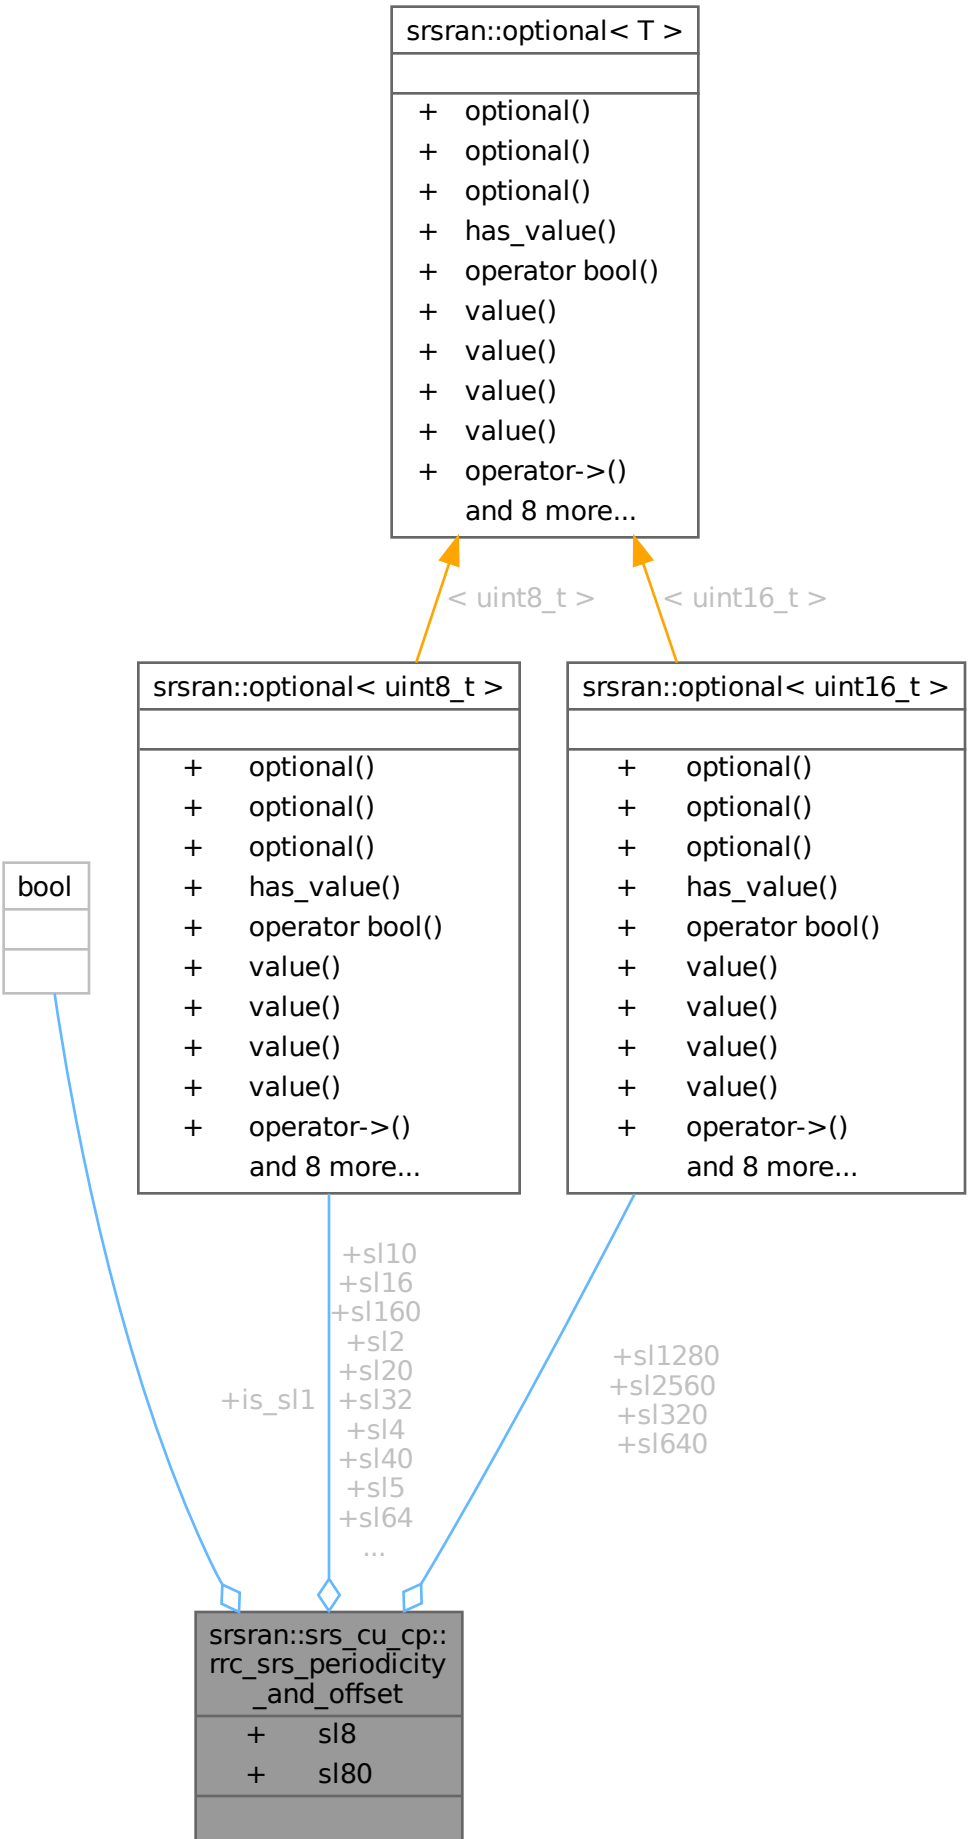 srsran::optional< T >
+ optional()
+ optional()
+ optional()
+ has_value()
+ operator bool()
+ value()
+ value()
+ value()
+ value()
+ operator->()
and 8 more...
< uint8_t >
< uint16_t >
srsran::optional< uint8_t >
+ optional()
+ optional()
+ optional()
+ has_value()
+ operator bool()
+ value()
+ value()
+ value()
+ value()
+ operator->()
and 8 more...
srsran::optional< uint16_t >
+ optional()
+ optional()
+ optional()
+ has_value()
+ operator bool()
+ value()
+ value()
+ value()
+ value()
+ operator->()
and 8 more...
bool
+is_sl1
+sl10
+sl16
+sl160
+sl2
+sl20
+sl32
+sl4
+sl40
+sl5
+sl64
...
+sl1280
+sl2560
+sl320
+sl640
srsran::srs_cu_cp::
rrc_srs_periodicity
_and_offset
+ sl8
+ sl80